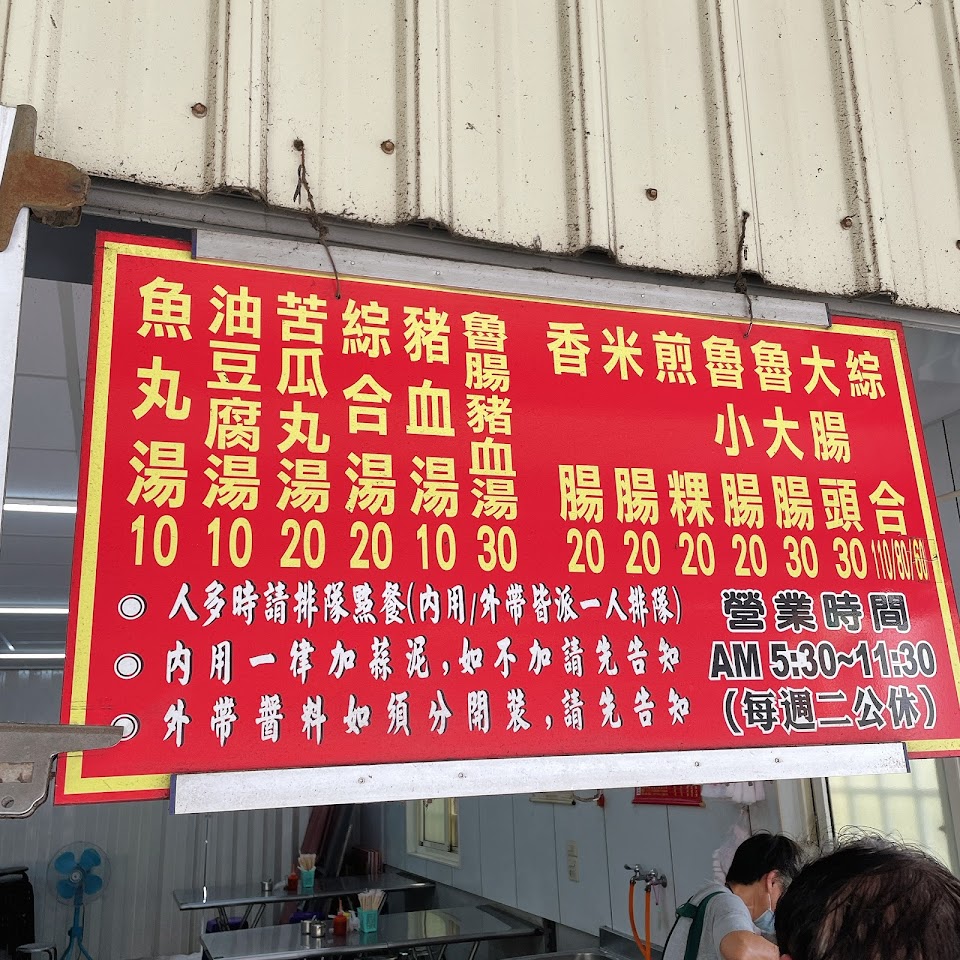 綜合 110/80/60
大腸頭 30
魯大腸 30
魯小腸 20
煎粿 20
米腸 20
香腸 20
魯腸豬血湯 30
豬血湯 10
綜合湯 20
苦瓜丸湯 20
油豆腐湯 10
魚丸湯 10
人多時請排隊點餐(內用/外帶皆派一人排隊)
內用一律加蒜泥,如不加請先告知
外帶醬料如須分開裝,請先告知
營業時間
AM 5:30~11:30
(每週二公休)